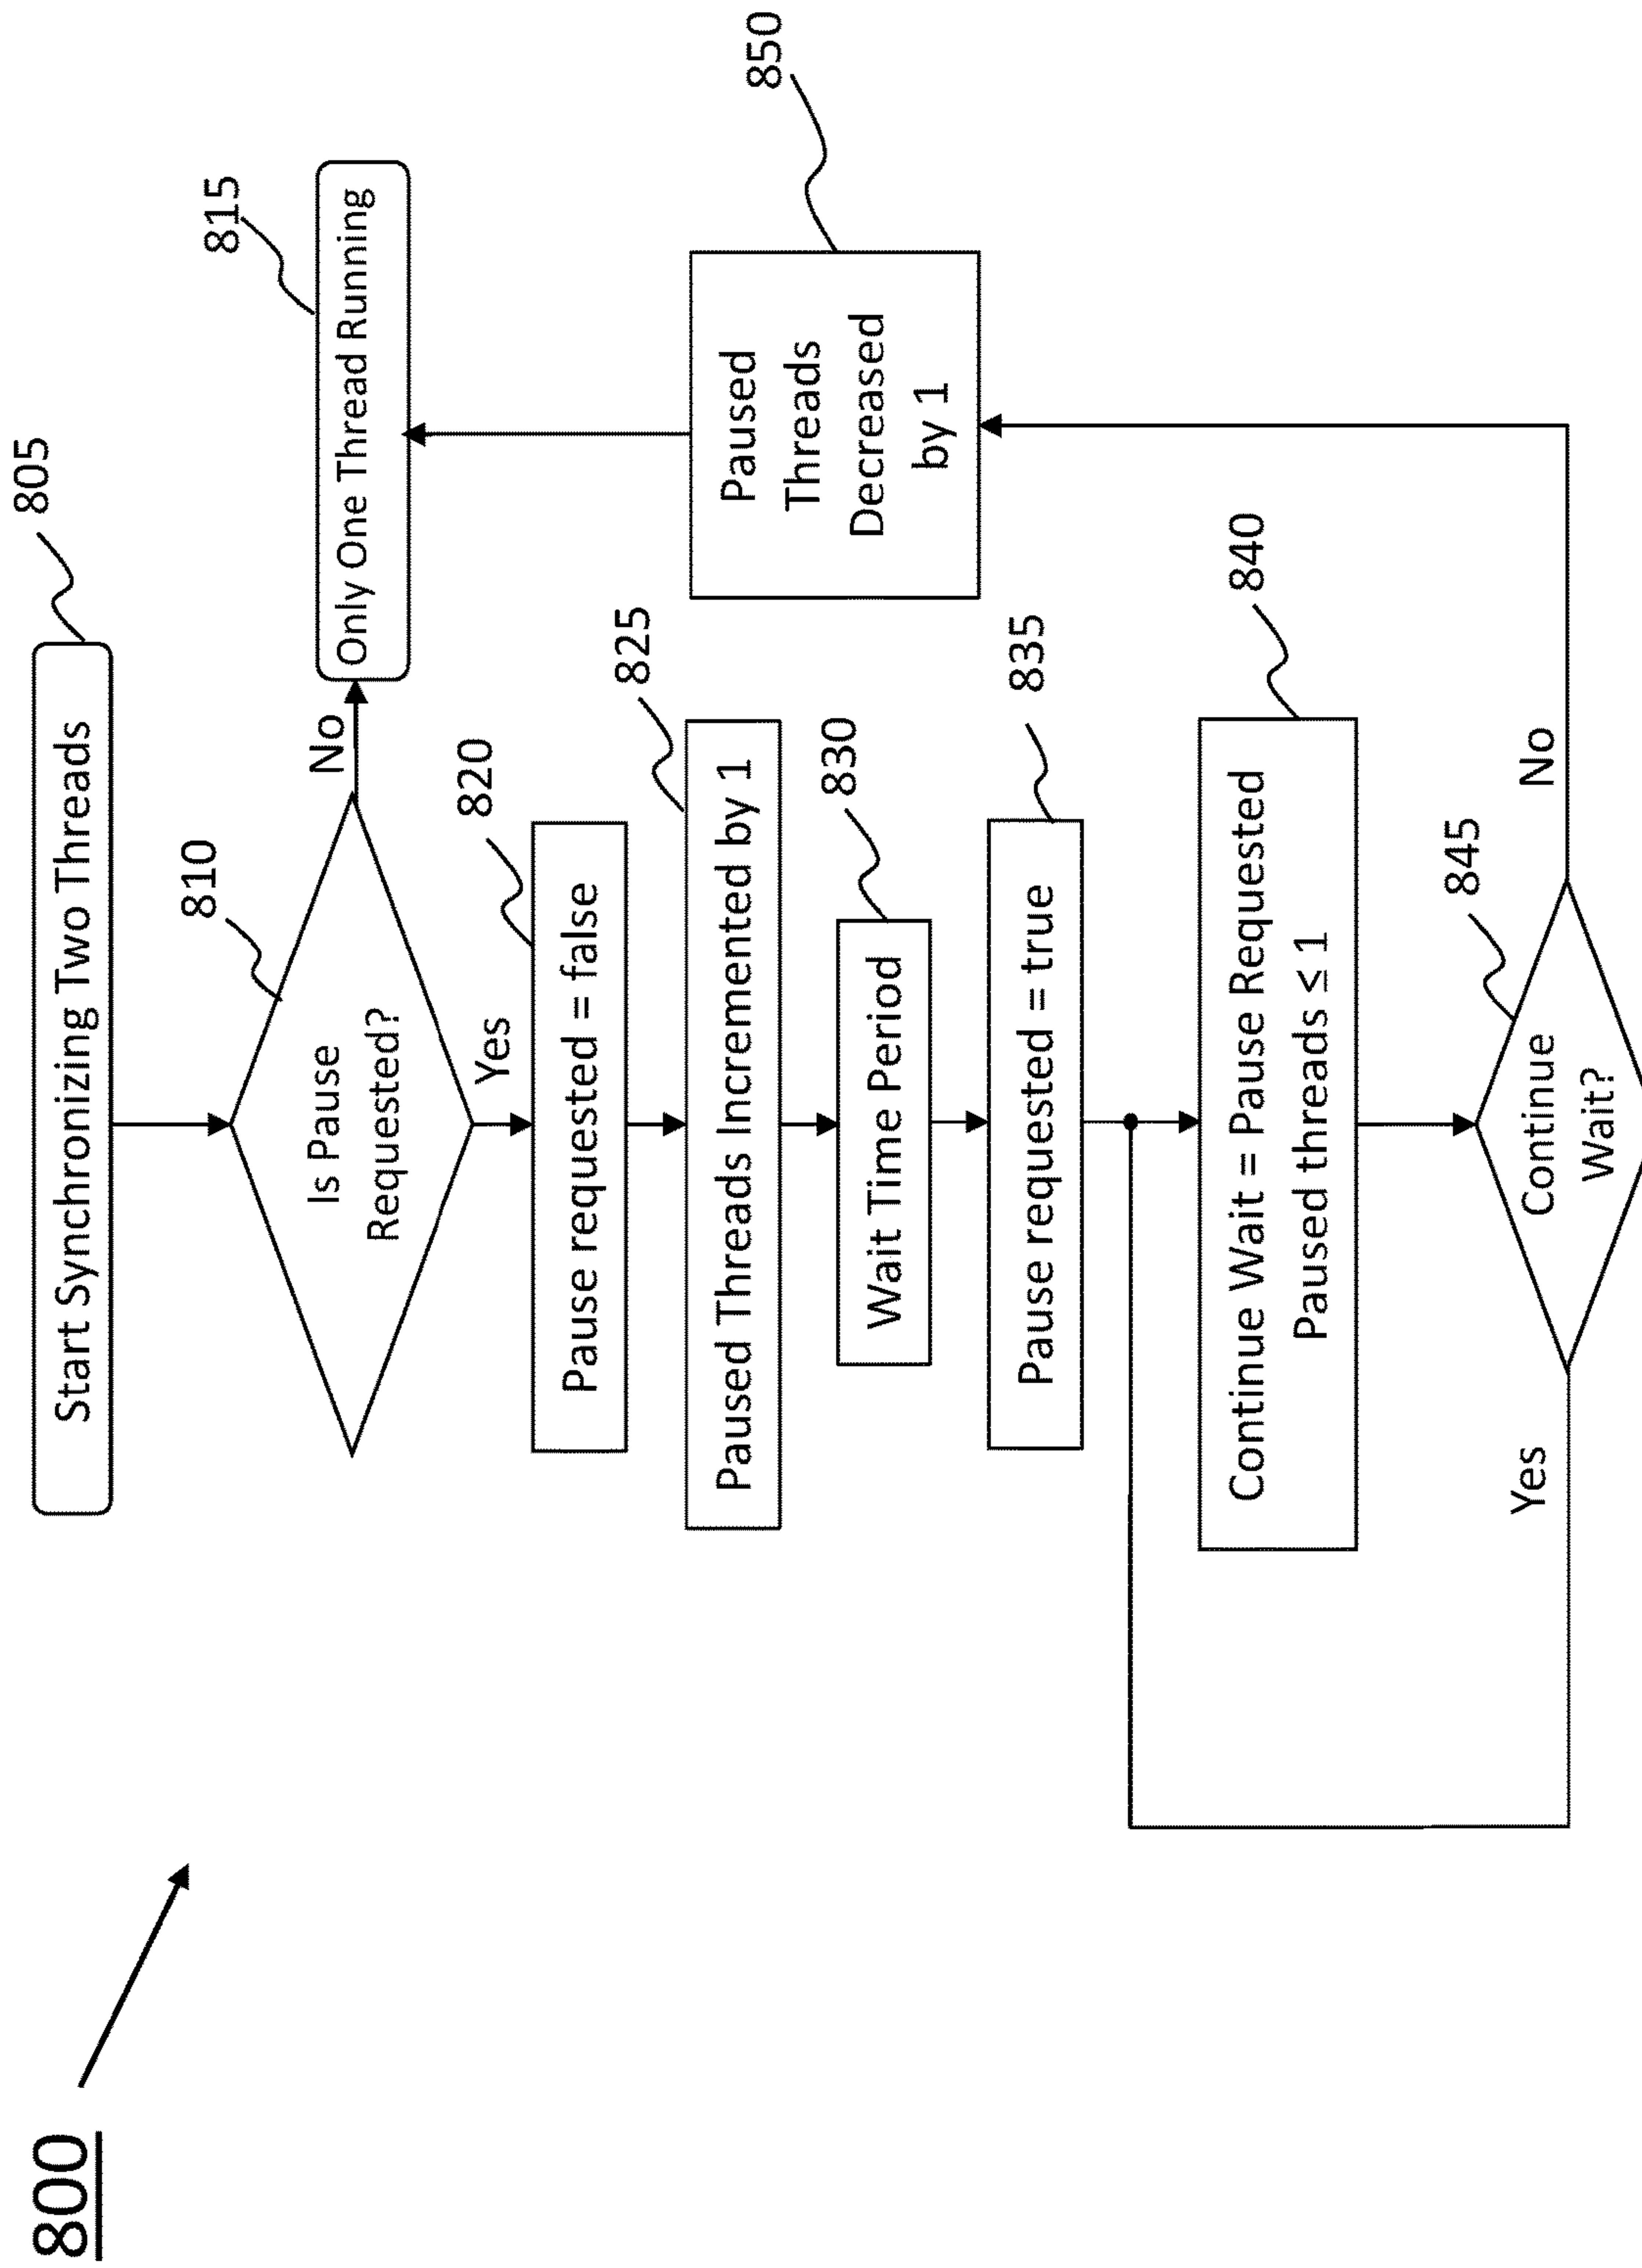 800
Start Synchronizing Two Threads
805
810
Is Pause
Requested?
No
815
Only One Thread Running
Yes
820
Pause requested = false
825
Paused Threads Incremented by 1
830
Wait Time Period
835
Pause requested = true
840
Continue Wait = Pause Requested
Paused threads ≤ 1
845
Continue
Wait?
Yes
No
850
Paused
Threads
Decreased
by 1